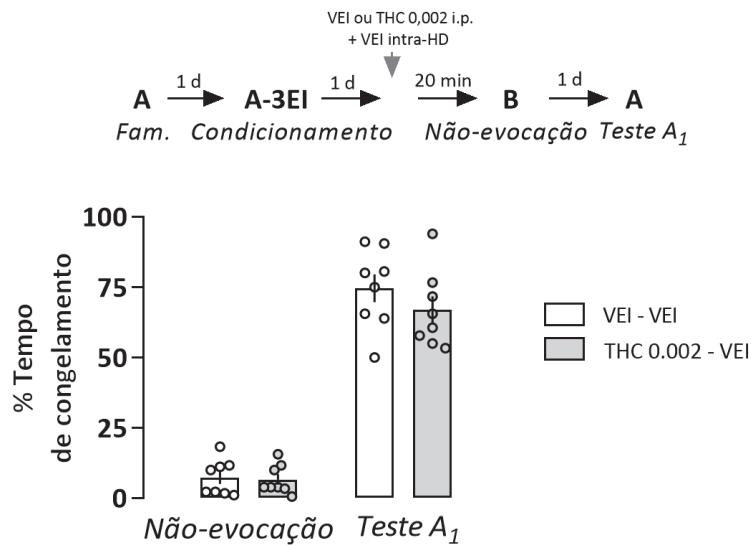 VEI ou THC 0,002 i.p.
+ VEI intra-HD
1 d 1 d 20 min 1 d
A A-3EI B A
Fam. Condicionamento Não-evocação Teste A1
100
75
50
25
0
% Tempo
de congelamento
VEI - VEI
THC 0.002 - VEI
Não-evocação Teste A1